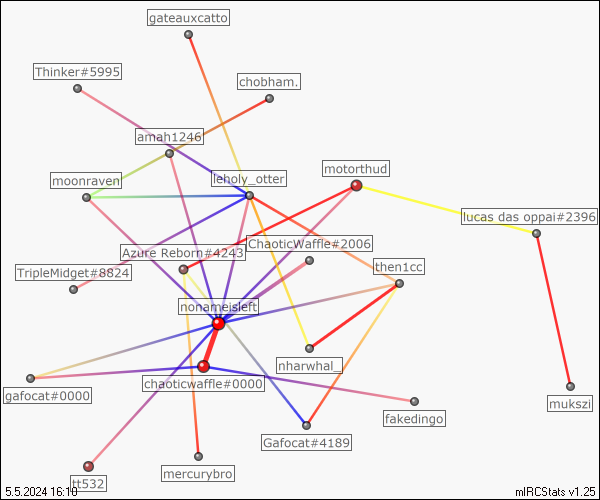 gateauxcatto
Thinker#5995
chobham.
amah1246
moonraven
leholy_otter
motorthud
lucas das oppai#2396
Azure Reborn#4243
ChaoticWaffle#2006
TripleMidget#8824
then1cc
nonameisleft
nharwhal_
chaoticwaffle#0000
gafocat#0000
mukszi
fakedingo
Gafocat#4189
mercurybro
tt532
5.5.2024 16:10
mIRCStats v1.25